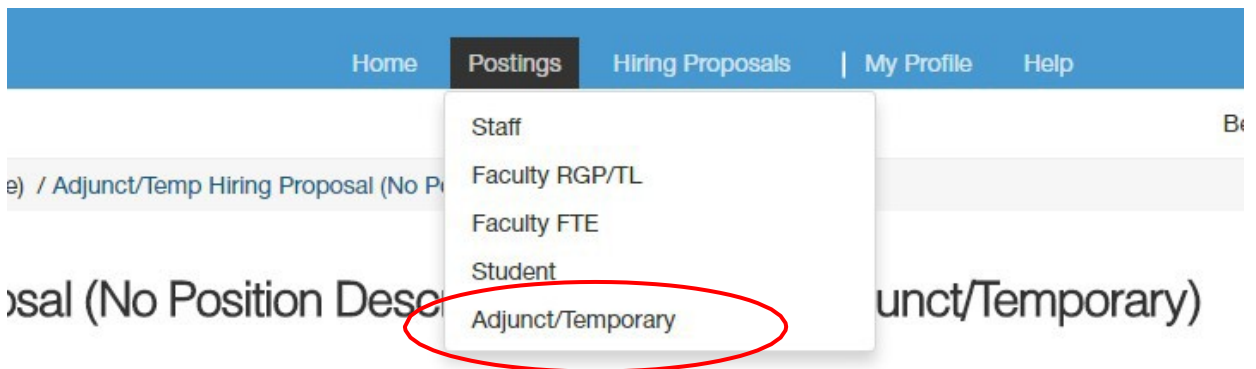 Home Postings Hiring Proposals | My Profile Help
Staff
Be
Faculty RGP/TL
e) / Adjunct/Temp Hiring Proposal (No P
Faculty FTE
Student
osal (No Position Desc
unct/Temporary)
Adjunct/Temporary